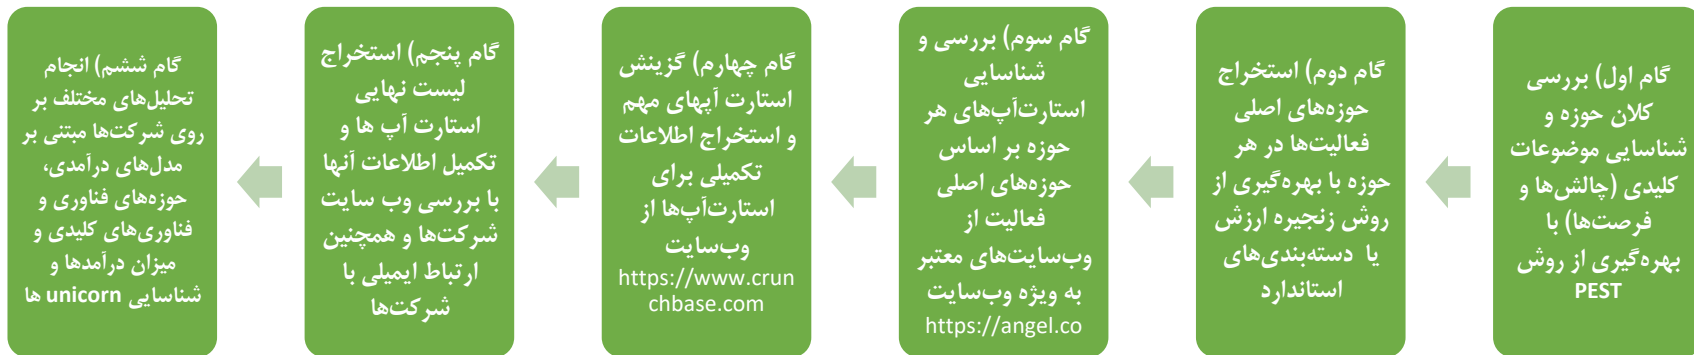 گام اول) بررسی
کلان حوزه و
شناسایی موضوعات
کلیدی (چالش‌ها و
فرصت‌ها) با
بهره‌گیری از روش
PEST
گام دوم) استخراج
حوزه‌های اصلی
فعالیت‌ها در هر
حوزه با بهره‌گیری از
روش زنجیره ارزش
یا دسته‌بندی‌های
استاندارد
گام سوم) بررسی و
شناسایی
استارت‌آپ‌های هر
حوزه بر اساس
حوزه‌های اصلی
فعالیت از
وب‌سایت‌های معتبر
به ویژه وب‌سایت
https://angel.co
گام چهارم) گزینش
استارت آپهای مهم
و استخراج اطلاعات
تکمیلی برای
استارت‌آپ‌ها از
وب‌سایت
https://www.crun
chbase.com
گام پنجم) استخراج
لیست نهایی
استارت آپ ها و
تکمیل اطلاعات آنها
با بررسی وب سایت
شرکت‌ها و همچنین
ارتباط ایمیلی با
شرکت‌ها
گام ششم) انجام
تحلیل‌های مختلف بر
روی شرکت‌ها مبتنی بر
مدل‌های درآمدی،
حوزه‌های فناوری و
فناوری‌های کلیدی و
میزان درآمدها و
شناسایی unicorn ها